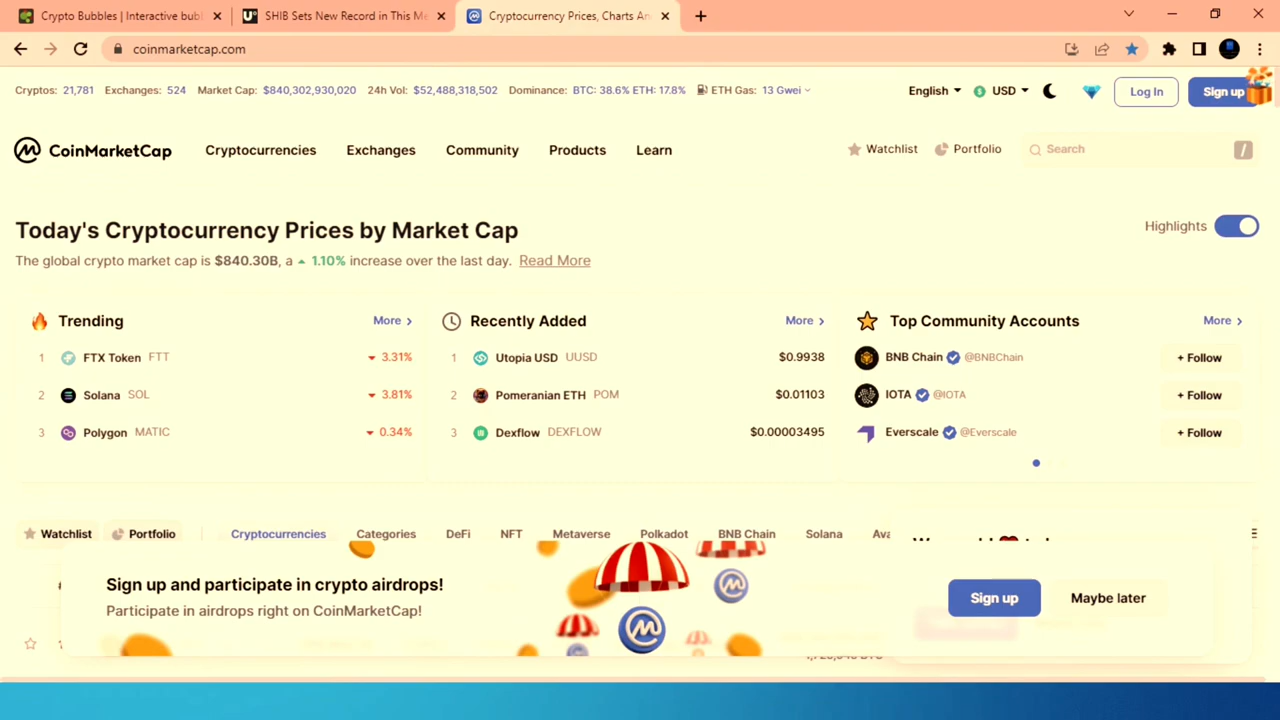 Crypto Bubbles | Interactive bubl
SHIB Sets New Record in This Me
Cryptocurrency Prices, Charts An
coinmarketcap.com
Cryptos: 21,781 Exchanges: 524 Market Cap: $840,302,930,020 24h Vol: $52,488,318,502 Dominance: BTC: 38.6% ETH: 17.8% ETH Gas: 13 Gwei
English USD Log In Sign up
CoinMarketCap Cryptocurrencies Exchanges Community Products Learn Watchlist Portfolio Search /
Today's Cryptocurrency Prices by Market Cap
Highlights
The global crypto market cap is $840.30B, a 1.10% increase over the last day. Read More
Trending More
1 FTX Token FTT 3.31%
2 Solana SOL 3.81%
3 Polygon MATIC 0.34%
Recently Added More
1 Utopia USD UUSD $0.9938
2 Pomeranian ETH POM $0.01103
3 Dexflow DEXFLOW $0.00003495
Top Community Accounts More
BNB Chain @BNBChain + Follow
IOTA @IOTA + Follow
Everscale @Everscale + Follow
Watchlist Portfolio Cryptocurrencies Categories DeFi NFT Metaverse Polkadot BNB Chain Solana Ava
Sign up and participate in crypto airdrops!
Participate in airdrops right on CoinMarketCap!
Sign up Maybe later